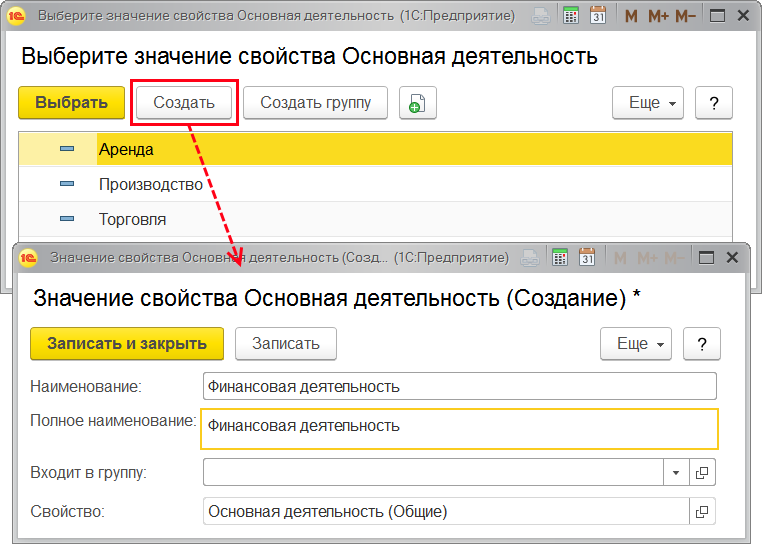 Выберите значение свойства Основная деятельность (1С:Предприятие) 31 M M+ M−
Выберите значение свойства Основная деятельность
Выбрать Создать Создать группу Еще ?
Аренда
Производство
Торговля
Значение свойства Основная деятельность (Созд... (1С:Предприятие) 31 M M+ M−
Значение свойства Основная деятельность (Создание) *
Записать и закрыть Записать Еще ?
Наименование: Финансовая деятельность
Полное наименование: Финансовая деятельность
Входит в группу:
Свойство: Основная деятельность (Общие)